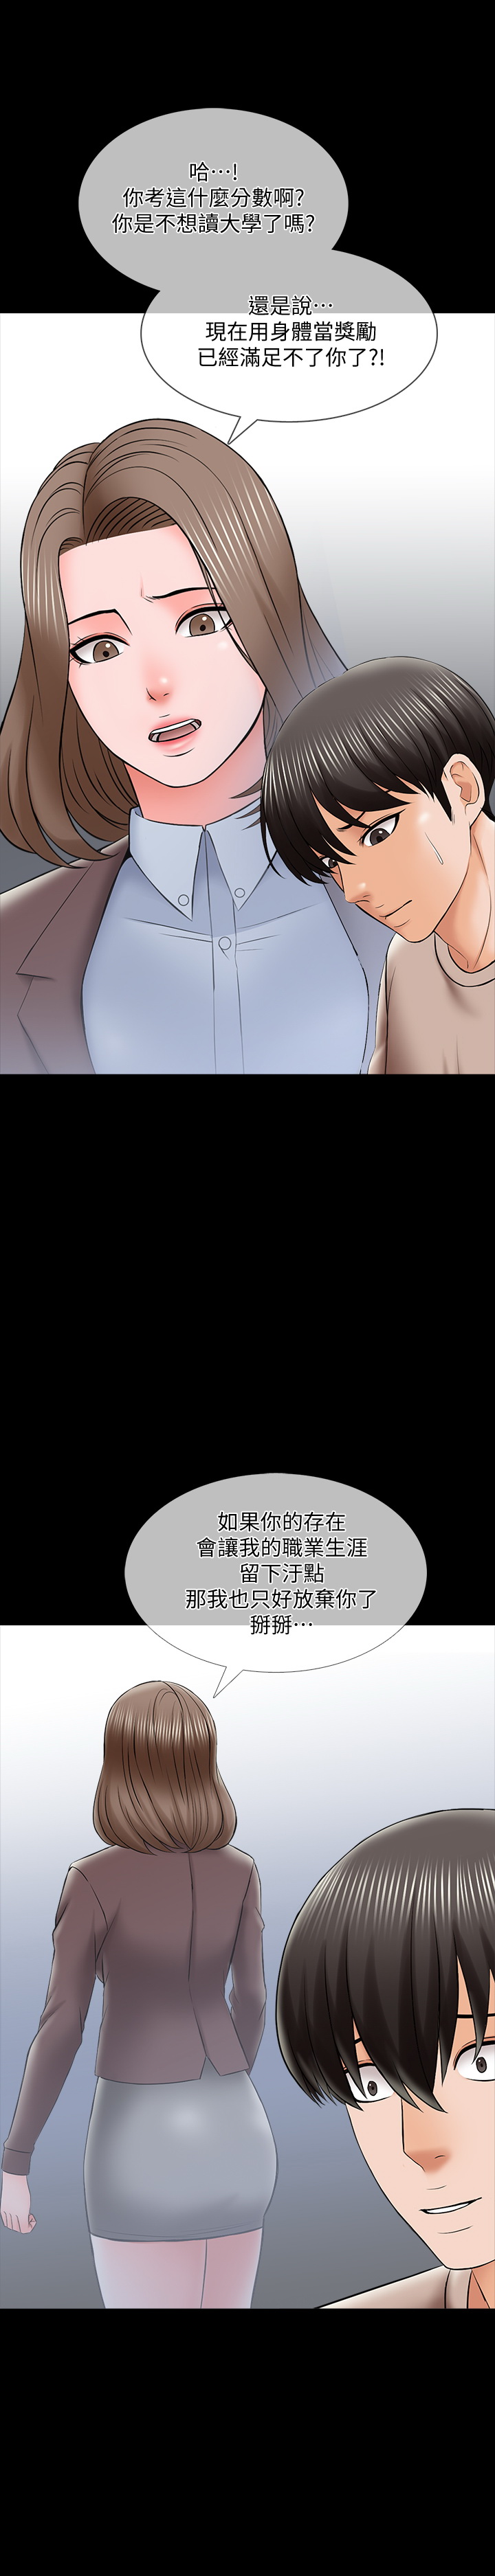 哈⋯!
你考這什麼分數啊?
你是不想讀大學了嗎?
還是說⋯
現在用身體當獎勵
已經滿足不了你了?!
如果你的存在
會讓我的職業生涯
留下汙點
那我也只好放棄你了
掰掰⋯